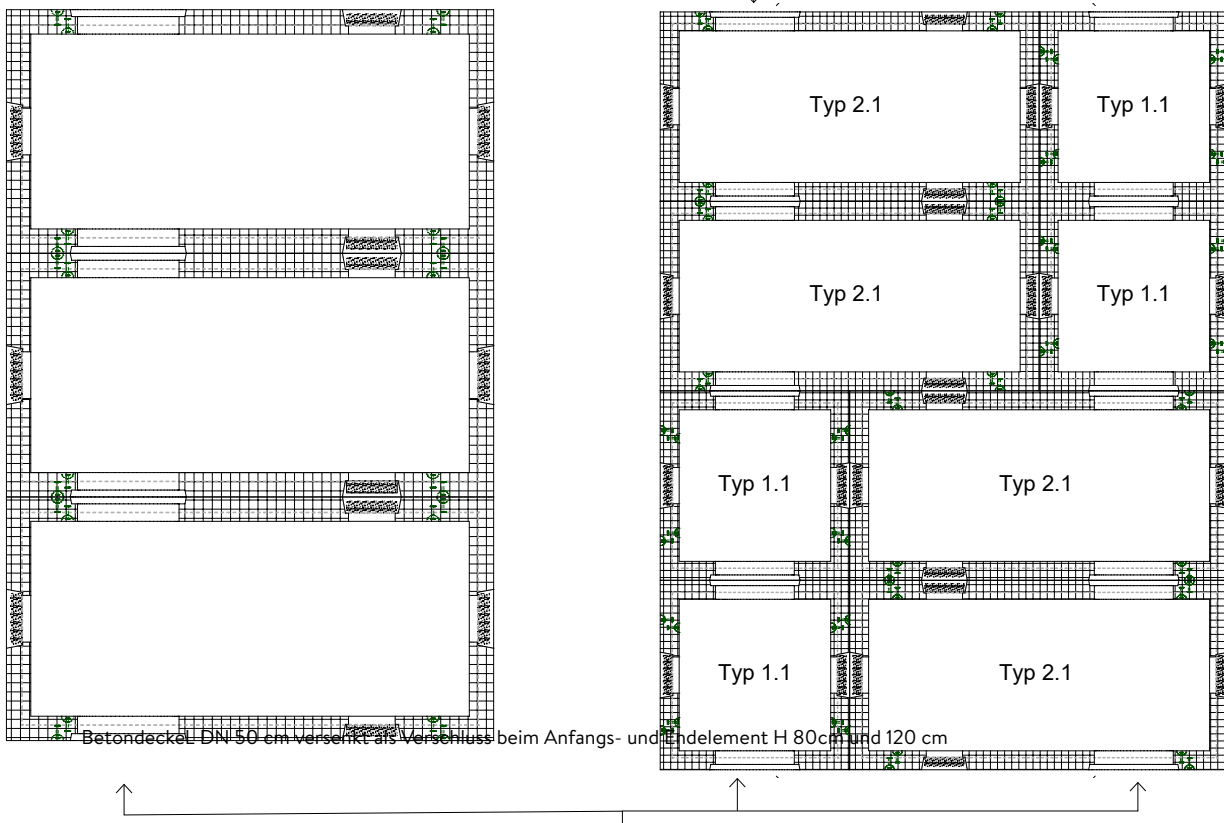 Typ 2.1 Typ 1.1
Typ 2.1 Typ 1.1
Typ 1.1 Typ 2.1
Typ 1.1 Typ 2.1
BetondeckeL DN 50 cm versenkt als Verschluss beim Anfangs- und Endelement H 80cm und 120 cm